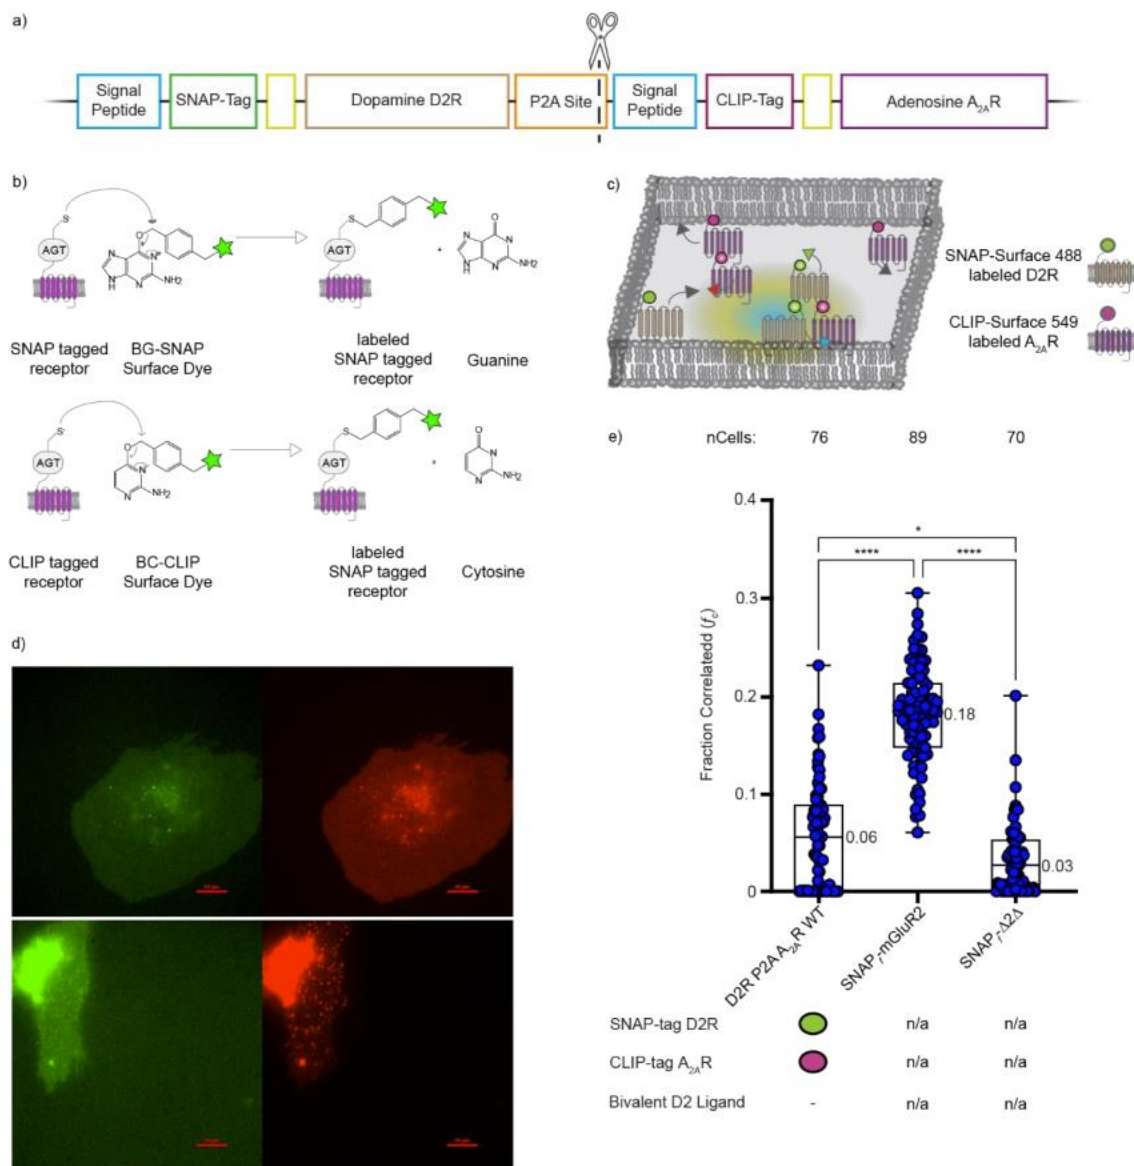 a)
Signal
Peptide
SNAP-Tag
Dopamine D2R
P2A Site
Signal
Peptide
CLIP-Tag
Adenosine A₂ₐR
b)
S⁻
AGT
O
N
N
N
H
N
NH₂
S
AGT
+
O
N
N
H
N
N
NH₂
SNAP tagged
receptor
BG-SNAP
Surface Dye
labeled
SNAP tagged
receptor
Guanine
S⁻
AGT
O
N
N
NH₂
S
AGT
+
O
N
N
NH₂
CLIP tagged
receptor
BC-CLIP
Surface Dye
labeled
SNAP tagged
receptor
Cytosine
c)
SNAP-Surface 488
labeled D2R
CLIP-Surface 549
labeled A₂ₐR
d)
e)
nCells: 76 89 70
Fraction Correlatedd (f꜀)
0.4
0.3
0.2
0.1
0
*
**** ****
0.06
0.18
0.03
D2R P2A A₂ₐR WT
SNAPf-mGluR2
SNAPf-Δ2Δ
SNAP-tag D2R n/a n/a
CLIP-tag A₂ₐR n/a n/a
Bivalent D2 Ligand - n/a n/a